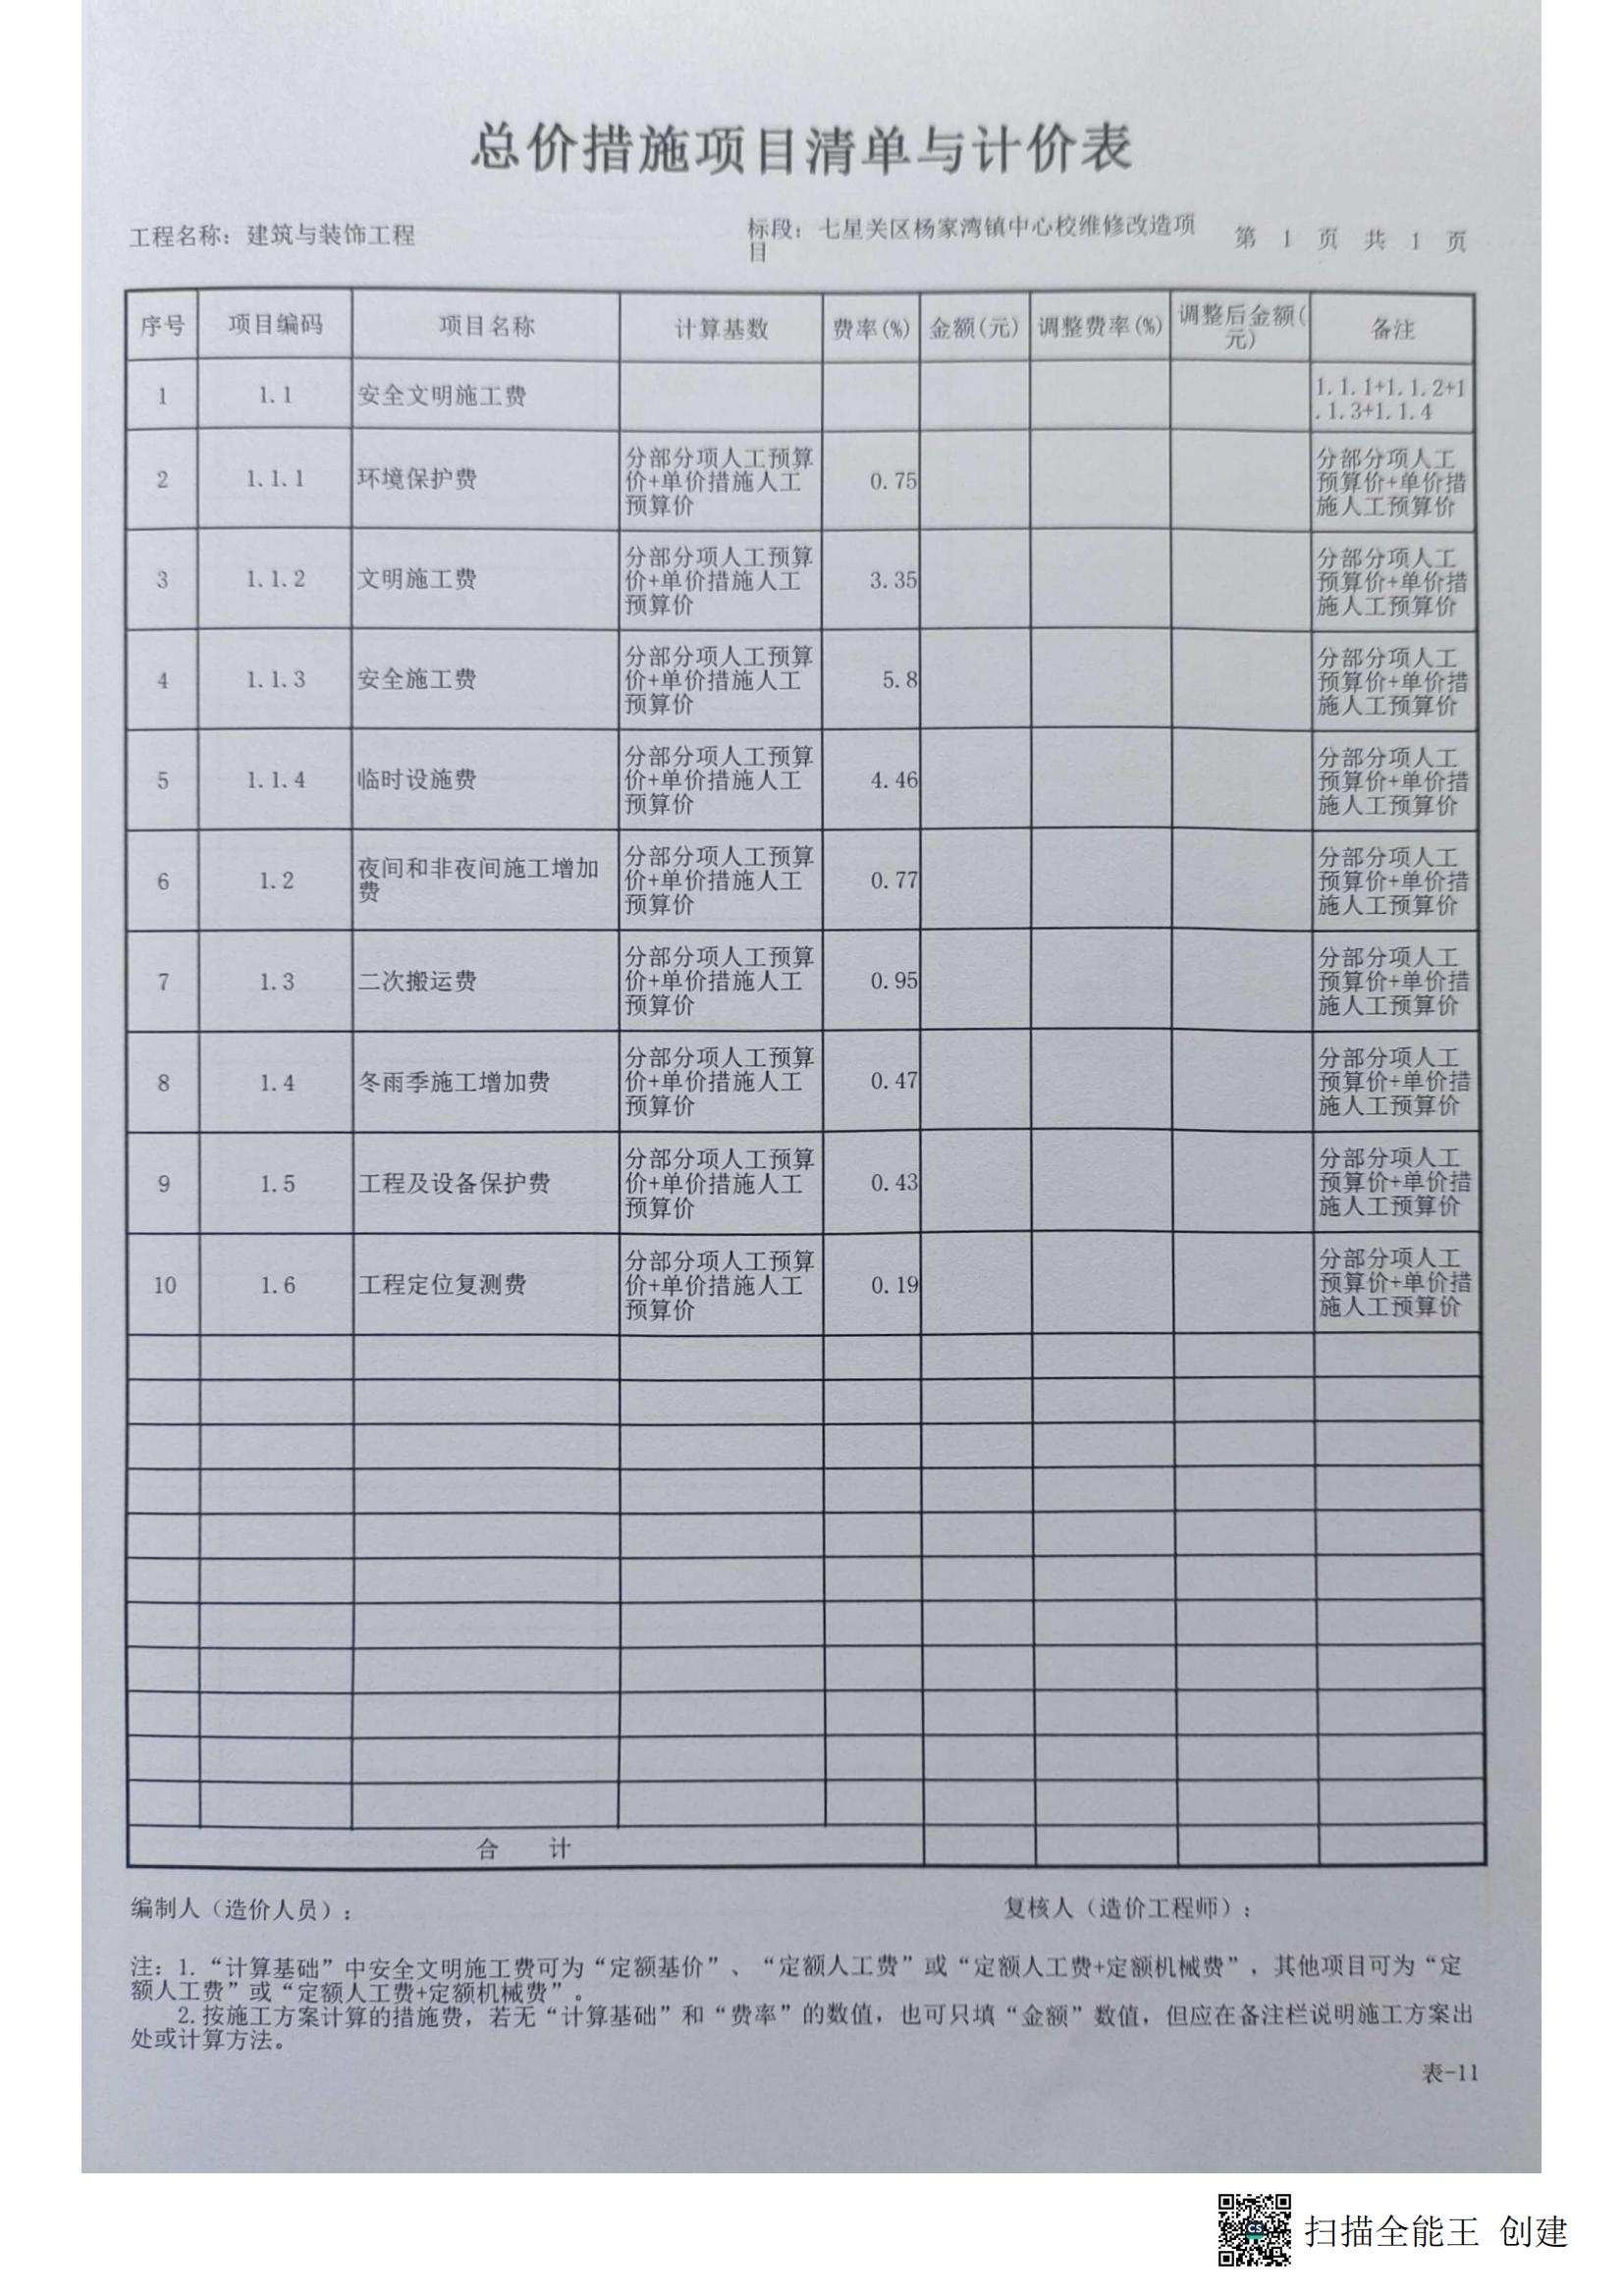 总价措施项目清单与计价表
工程名称：建筑与装饰工程
标段：七星关区杨家湾镇中心校维修改造项
目
第 1 页 共 1 页
序号 项目编码 项目名称 计算基数 费率(%) 金额(元) 调整费率(%) 调整后金额(
元) 备注
1 1.1 安全文明施工费 1.1.1+1.1.2+1
.1.3+1.1.4
2 1.1.1 环境保护费 分部分项人工预算
价+单价措施人工
预算价 0.75 分部分项人工
预算价+单价措
施人工预算价
3 1.1.2 文明施工费 分部分项人工预算
价+单价措施人工
预算价 3.35 分部分项人工
预算价+单价措
施人工预算价
4 1.1.3 安全施工费 分部分项人工预算
价+单价措施人工
预算价 5.8 分部分项人工
预算价+单价措
施人工预算价
5 1.1.4 临时设施费 分部分项人工预算
价+单价措施人工
预算价 4.46 分部分项人工
预算价+单价措
施人工预算价
6 1.2 夜间和非夜间施工增加
费 分部分项人工预算
价+单价措施人工
预算价 0.77 分部分项人工
预算价+单价措
施人工预算价
7 1.3 二次搬运费 分部分项人工预算
价+单价措施人工
预算价 0.95 分部分项人工
预算价+单价措
施人工预算价
8 1.4 冬雨季施工增加费 分部分项人工预算
价+单价措施人工
预算价 0.47 分部分项人工
预算价+单价措
施人工预算价
9 1.5 工程及设备保护费 分部分项人工预算
价+单价措施人工
预算价 0.43 分部分项人工
预算价+单价措
施人工预算价
10 1.6 工程定位复测费 分部分项人工预算
价+单价措施人工
预算价 0.19 分部分项人工
预算价+单价措
施人工预算价
合 计
编制人（造价人员）： 复核人（造价工程师）：
注：1.“计算基础”中安全文明施工费可为“定额基价”、“定额人工费”或“定额人工费+定额机械费”，其他项目可为“定
额人工费”或“定额人工费+定额机械费”。
2.按施工方案计算的措施费，若无“计算基础”和“费率”的数值，也可只填“金额”数值，但应在备注栏说明施工方案出
处或计算方法。
表-11
CS
扫描全能王 创建